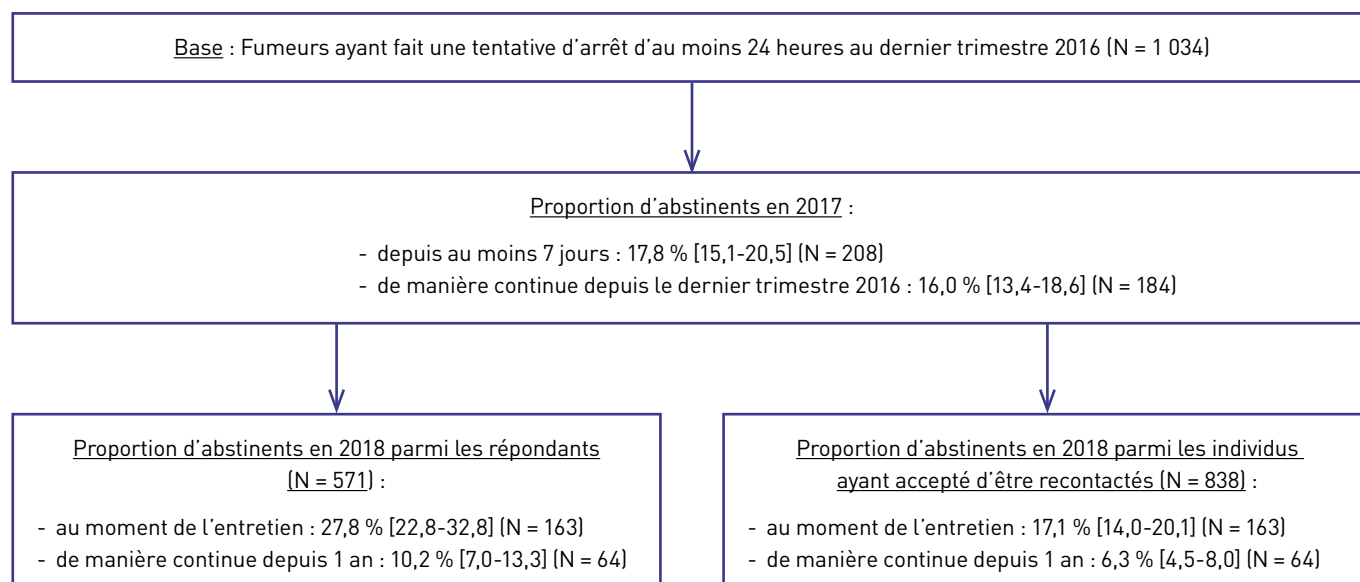 Base : Fumeurs ayant fait une tentative d'arrêt d'au moins 24 heures au dernier trimestre 2016 (N = 1 034)
Proportion d'abstinents en 2017 :
- depuis au moins 7 jours : 17,8 % [15,1-20,5] (N = 208)
- de manière continue depuis le dernier trimestre 2016 : 16,0 % [13,4-18,6] (N = 184)
Proportion d'abstinents en 2018 parmi les répondants
(N = 571) :
- au moment de l'entretien : 27,8 % [22,8-32,8] (N = 163)
- de manière continue depuis 1 an : 10,2 % [7,0-13,3] (N = 64)
Proportion d'abstinents en 2018 parmi les individus
ayant accepté d'être recontactés (N = 838) :
- au moment de l'entretien : 17,1 % [14,0-20,1] (N = 163)
- de manière continue depuis 1 an : 6,3 % [4,5-8,0] (N = 64)